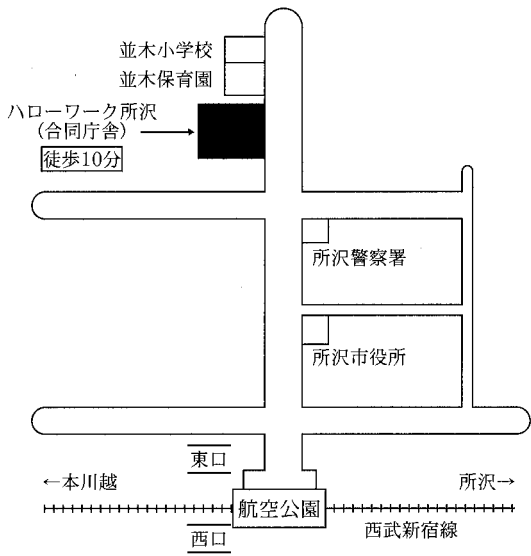 並木小学校
並木保育園
ハローワーク所沢
(合同庁舎)
徒歩10分
所沢警察署
所沢市役所
東口
←本川越
所沢→
航空公園
西口
西武新宿線